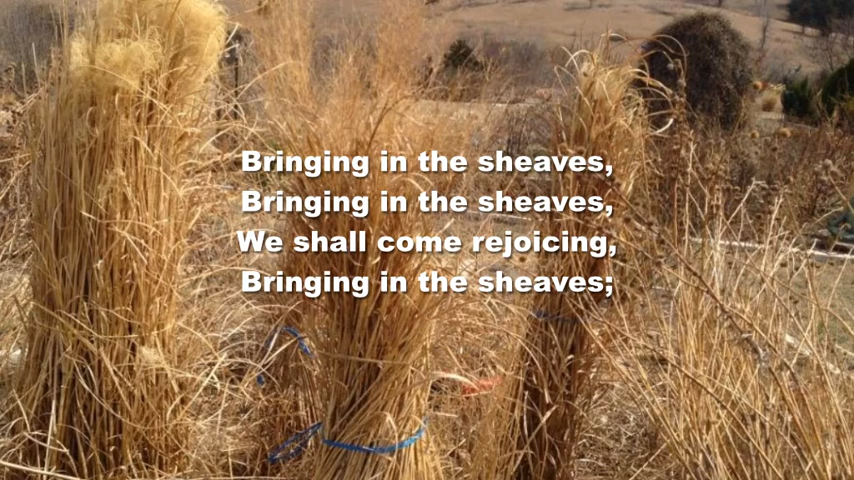 Bringing in the sheaves,
Bringing in the sheaves,
We shall come rejoicing,
Bringing in the sheaves;